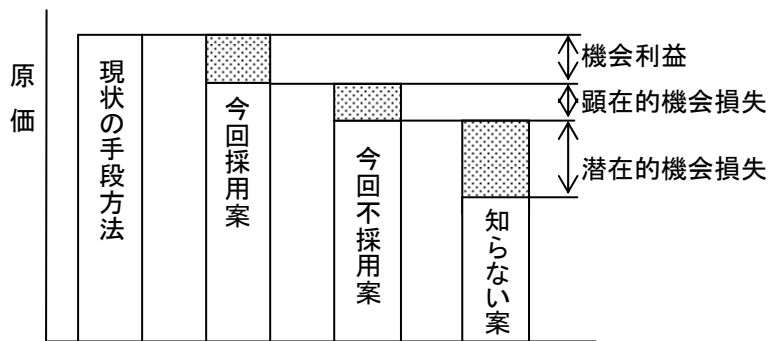 原価
現状の手段方法
今回採用案
今回不採用案
知らない案
機会利益
顕在的機会損失
潜在的機会損失